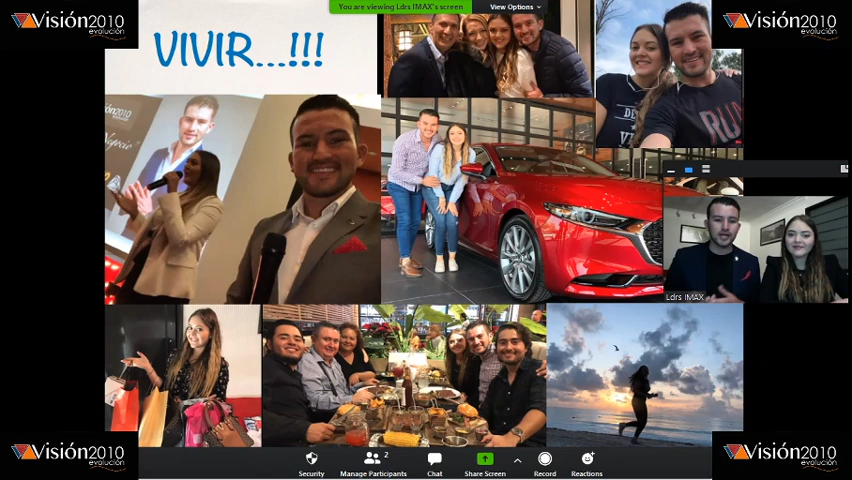 You are viewing Ldrs IMAX's screen
View Options
Visión2010
evolución
Visión2010
evolución
VIVIR...!!!
RUN
Ldrs IMAX
2
Security
Manage Participants
Chat
Share Screen
Record
Reactions
Visión2010
evolución
Visión2010
evolución